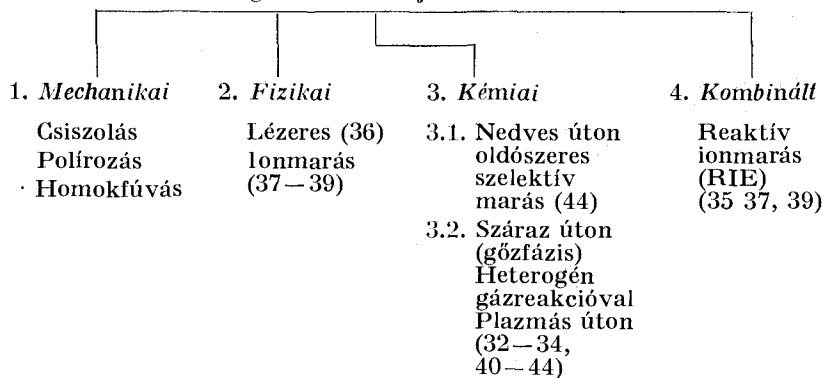 1. Mechanikai
Csiszolás
Polírozás
Homokfúvás
2. Fizikai
Lézeres (36)
Ionmarás
(37—39)
3. Kémiai
3.1. Nedves úton
oldószeres
szelektív
marás (44)
3.2. Száraz úton
(gőzfázis)
Heterogén
gázreakcióval
Plazmás úton
(32—34,
40—44)
4. Kombinált
Reaktív
ionmarás
(RIE)
(35 37, 39)